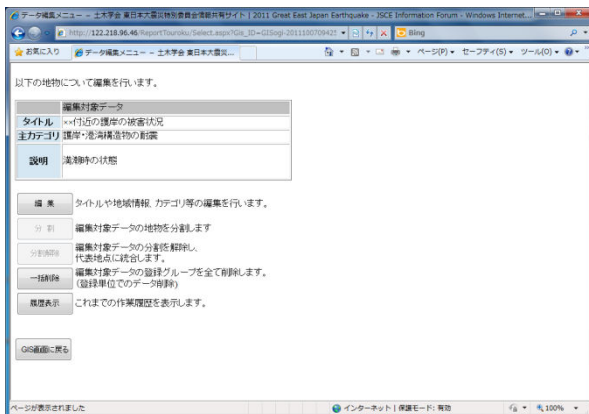 データ編集メニュー － 土木学会 東日本大震災特別委員会情報共有サイト | 2011 Great East Japan Earthquake - JSCE Information Forum - Windows Internet...
http://122.218.96.46/ReportTouroku/Select.aspx?Gis_ID=GISogi-2011100709425
Bing
お気に入り
データ編集メニュー － 土木学会 東日本大震災...
ページ(P)
セーフティ(S)
ツール(O)
以下の地物について編集を行います。
編集対象データ
タイトル ××付近の護岸の被害状況
主カテゴリ 護岸・港湾構造物の耐震
説明 満潮時の状態
編 集 タイトルや地域情報、カテゴリ等の編集を行います。
分 割 編集対象データの地物を分割します
分割解除 編集対象データの分割を解除し、
代表地点に統合します。
一括削除 編集対象データの登録グループを全て削除します。
(登録単位でのデータ削除)
履歴表示 これまでの作業履歴を表示します。
GIS画面に戻る
ページが表示されました
インターネット | 保護モード: 有効
100%